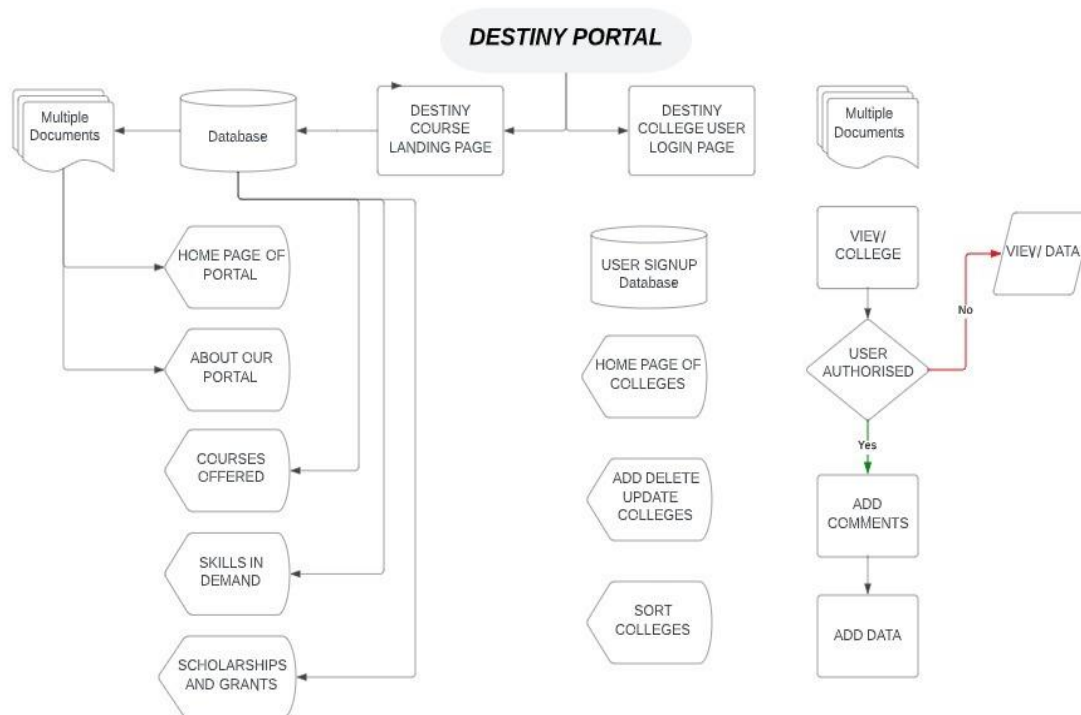 DESTINY PORTAL
Multiple
Documents
Database
DESTINY
COURSE
LANDING PAGE
DESTINY
COLLEGE USER
LOGIN PAGE
Multiple
Documents
HOME PAGE OF
PORTAL
ABOUT OUR
PORTAL
COURSES
OFFERED
SKILLS IN
DEMAND
SCHOLARSHIPS
AND GRANTS
USER SIGNUP
Database
HOME PAGE OF
COLLEGES
ADD DELETE
UPDATE
COLLEGES
SORT
COLLEGES
VIEW/
COLLEGE
VIEW/ DATA
No
USER
AUTHORISED
Yes
ADD
COMMENTS
ADD DATA